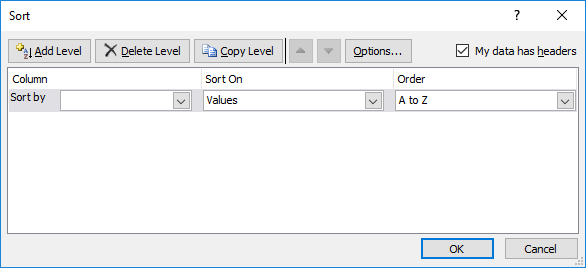 Sort
?
Add Level Delete Level Copy Level Options... My data has headers
Column Sort On Order
Sort by Values A to Z
OK Cancel